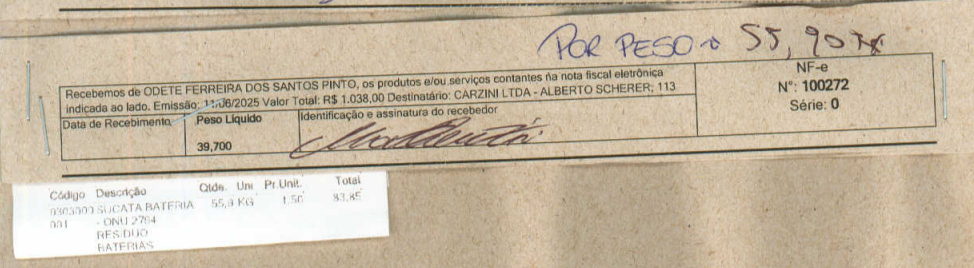 POR PESO → 55,90
Recebemos de ODETE FERREIRA DOS SANTOS PINTO, os produtos e/ou serviços contantes na nota fiscal eletrônica
indicada ao lado. Emissão: 11/06/2025 Valor Total: R$ 1.038,00 Destinatário: CARZINI LTDA - ALBERTO SCHERER; 113
NF-e
N°: 100272
Série: 0
Data de Recebimento Peso Líquido Identificação e assinatura do recebedor
39,700
Código Descrição Qtde. Uni Pr.Unit. Total
SUCATA BATERIA 55,9 KG 1.50 83.85
001 - ONU 2794
RESIDUO
BATERIAS